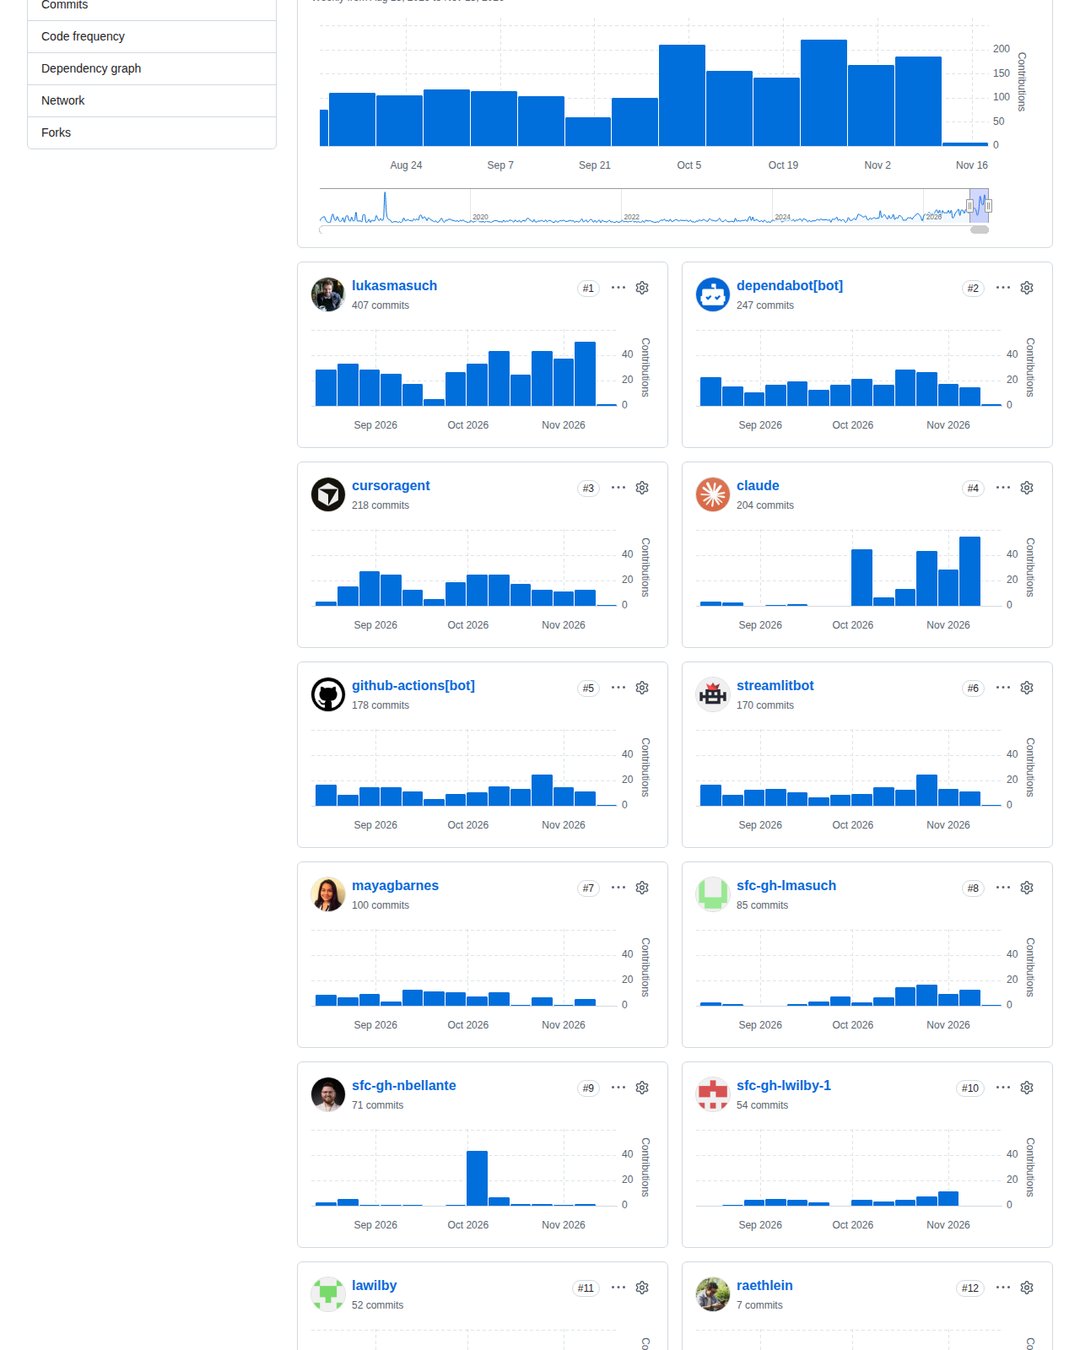 Commits
Code frequency
Dependency graph
Network
Forks
200
150
100
50
0
Contributions
Aug 24
Sep 7
Sep 21
Oct 5
Oct 19
Nov 2
Nov 16
2020
2022
2024
2026
lukasmasuch
#1
407 commits
40
20
0
Contributions
Sep 2026
Oct 2026
Nov 2026
dependabot[bot]
#2
247 commits
40
20
0
Contributions
Sep 2026
Oct 2026
Nov 2026
cursoragent
#3
218 commits
40
20
0
Contributions
Sep 2026
Oct 2026
Nov 2026
claude
#4
204 commits
40
20
0
Contributions
Sep 2026
Oct 2026
Nov 2026
github-actions[bot]
#5
178 commits
40
20
0
Contributions
Sep 2026
Oct 2026
Nov 2026
streamlitbot
#6
170 commits
40
20
0
Contributions
Sep 2026
Oct 2026
Nov 2026
mayagbarnes
#7
100 commits
40
20
0
Contributions
Sep 2026
Oct 2026
Nov 2026
sfc-gh-lmasuch
#8
85 commits
40
20
0
Contributions
Sep 2026
Oct 2026
Nov 2026
sfc-gh-nbellante
#9
71 commits
40
20
0
Contributions
Sep 2026
Oct 2026
Nov 2026
sfc-gh-lwilby-1
#10
54 commits
40
20
0
Contributions
Sep 2026
Oct 2026
Nov 2026
lawilby
#11
52 commits
Co
raethlein
#12
7 commits
Co